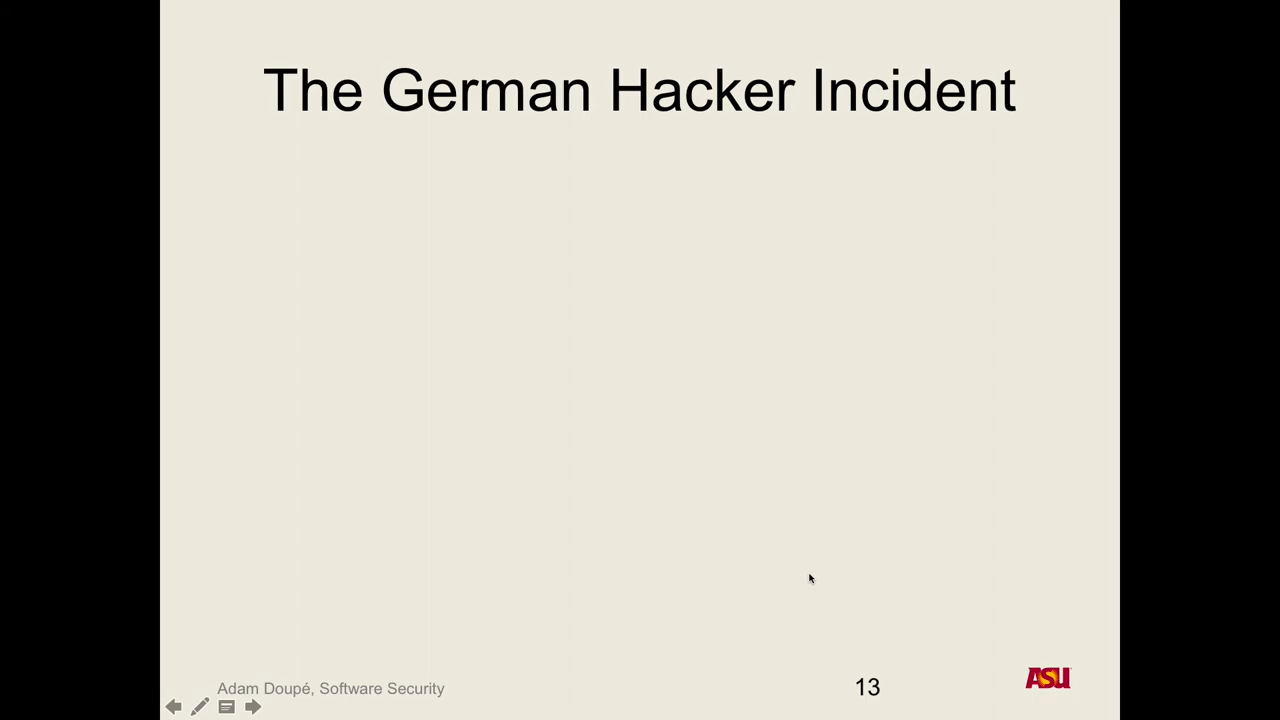 The German Hacker Incident
Adam Doupé, Software Security
13
ASU